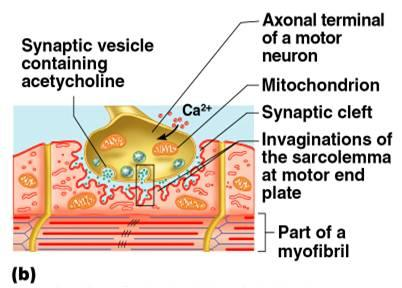 Axonal terminal
of a motor
neuron
Synaptic vesicle
containing
acetycholine
Ca2+
Mitochondrion
Synaptic cleft
Invaginations of
the sarcolemma
at motor end
plate
Part of a
myofibril
(b)